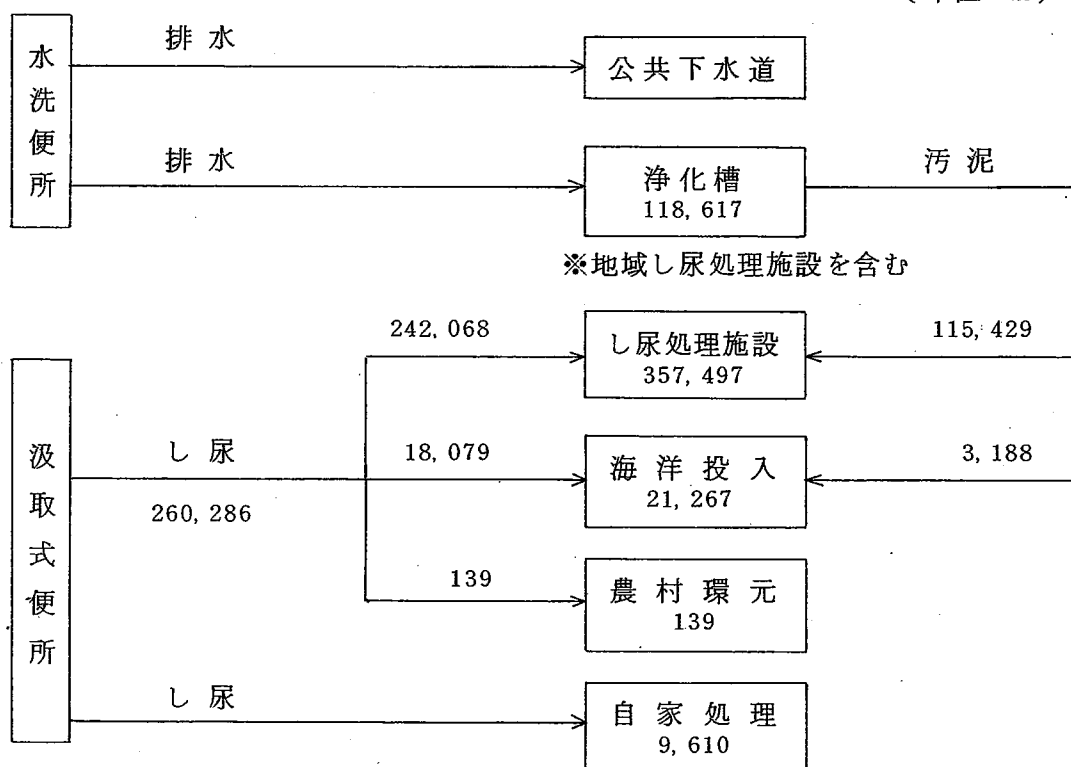 排水
公共下水道
水洗便所
排水
浄化槽
118,617
汚泥
※地域し尿処理施設を含む
242,068
し尿処理施設
357,497
115,429
汲取式便所
し尿
260,286
18,079
海洋投入
21,267
3,188
139
農村環元
139
し尿
自家処理
9,610